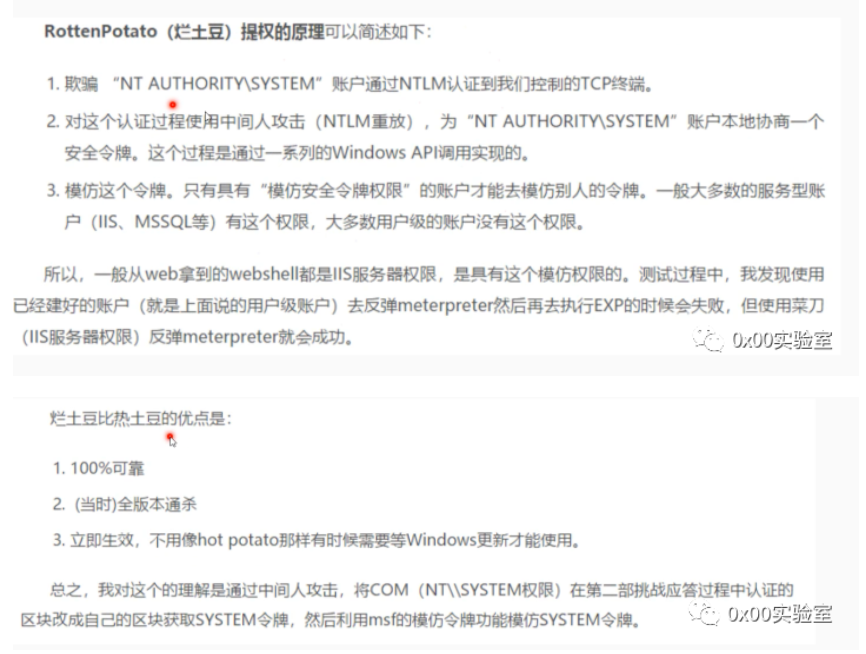 RottenPotato（烂土豆）提权的原理可以简述如下：
1. 欺骗 “NT AUTHORITY\SYSTEM”账户通过NTLM认证到我们控制的TCP终端。
2. 对这个认证过程使用中间人攻击（NTLM重放），为“NT AUTHORITY\SYSTEM”账户本地协商一个
安全令牌。这个过程是通过一系列的Windows API调用实现的。
3. 模仿这个令牌。只有具有“模仿安全令牌权限”的账户才能去模仿别人的令牌。一般大多数的服务型账
户（IIS、MSSQL等）有这个权限，大多数用户级的账户没有这个权限。
所以，一般从web拿到的webshell都是IIS服务器权限，是具有这个模仿权限的。测试过程中，我发现使用
已经建好的账户（就是上面说的用户级账户）去反弹meterpreter然后再去执行EXP的时候会失败，但使用菜刀
（IIS服务器权限）反弹meterpreter就会成功。
0x00实验室
烂土豆比热土豆的优点是：
1. 100%可靠
2. (当时)全版本通杀
3. 立即生效，不用像hot potato那样有时候需要等Windows更新才能使用。
总之，我对这个的理解是通过中间人攻击，将COM（NT\\SYSTEM权限）在第二部挑战应答过程中认证的
区块改成自己的区块获取SYSTEM令牌，然后利用msf的模仿令牌功能模仿SYSTEM令牌。
0x00实验室